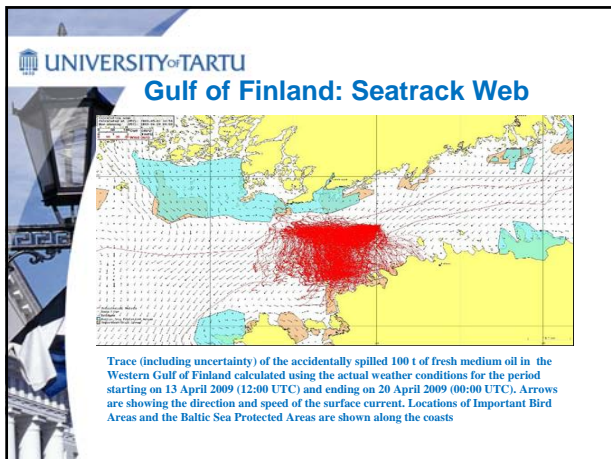 UNIVERSITY OF TARTU
1632
Gulf of Finland: Seatrack Web
Trace (including uncertainty) of the accidentally spilled 100 t of fresh medium oil in the
Western Gulf of Finland calculated using the actual weather conditions for the period
starting on 13 April 2009 (12:00 UTC) and ending on 20 April 2009 (00:00 UTC). Arrows
are showing the direction and speed of the surface current. Locations of Important Bird
Areas and the Baltic Sea Protected Areas are shown along the coasts